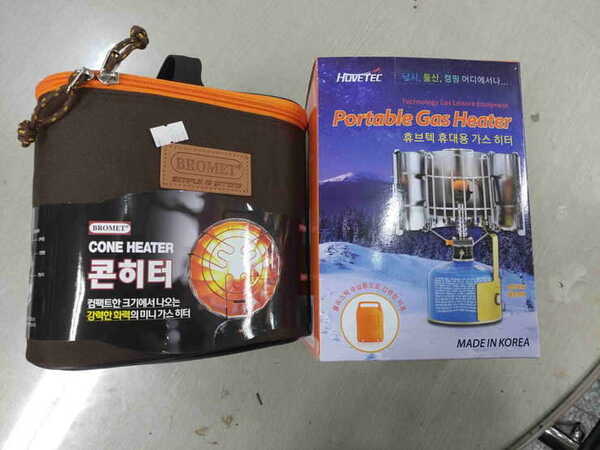 BROMET®
SIMPLE IS BETTER
BROMET®
CONE HEATER
콘히터
컴팩트한 크기에서 나오는
강력한 화력의 미니 가스 히터
HOVETEC
낚시, 등산, 캠핑 어디에서나...
Technology Gas Leisure Equipment
Portable Gas Heater
휴브텍 휴대용 가스 히터
MADE IN KOREA